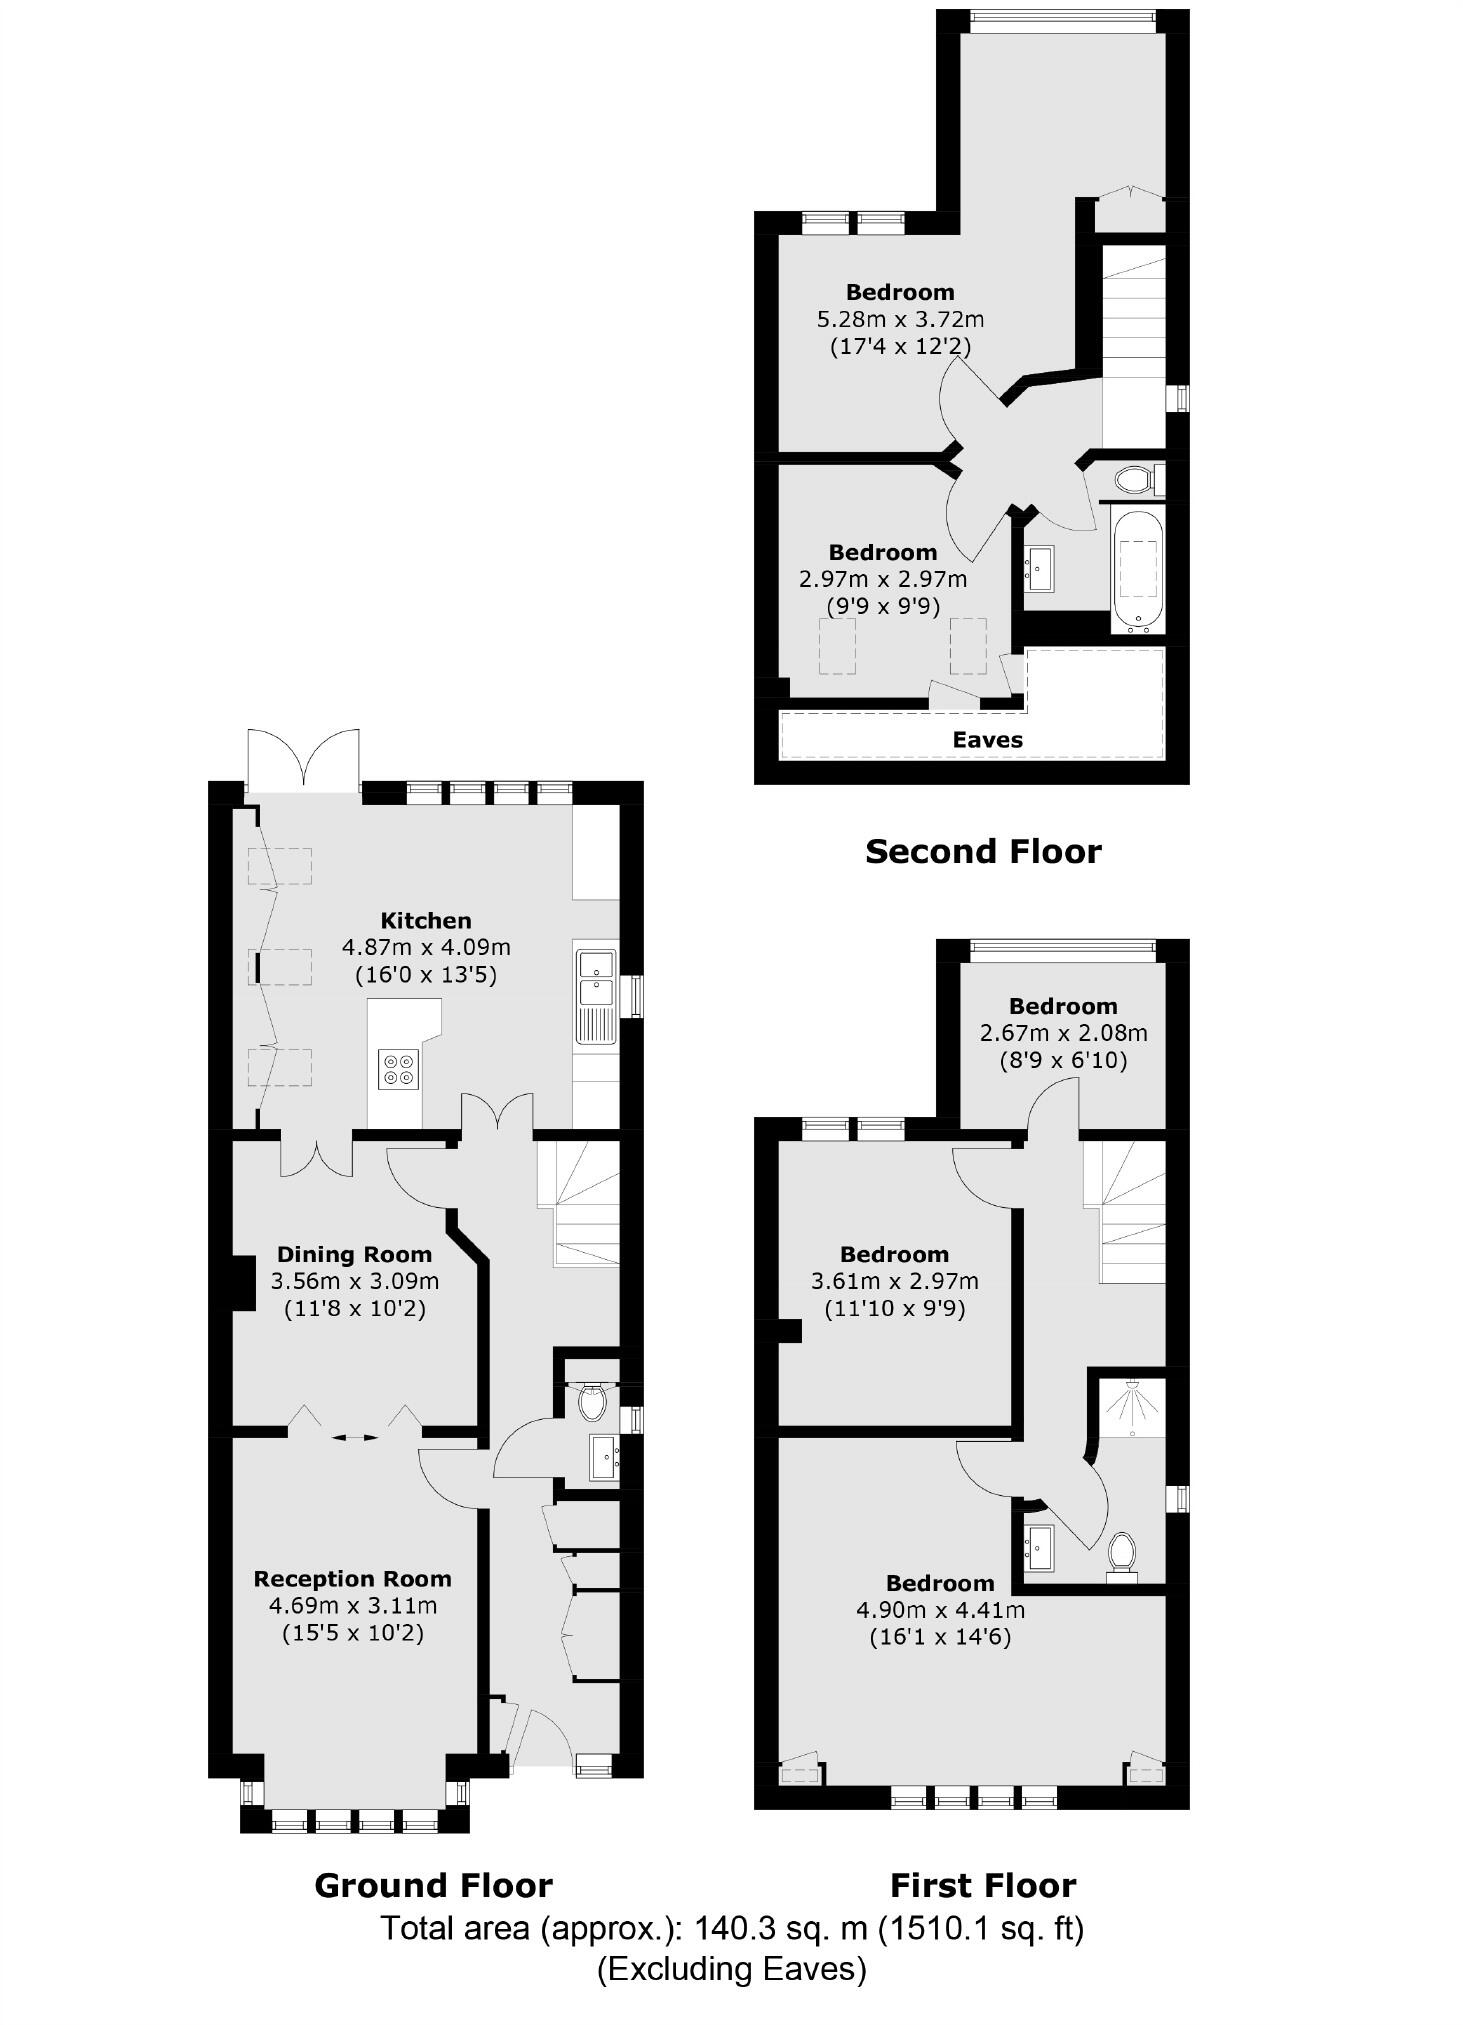 Bedroom
5.28m x 3.72m
(17'4 x 12'2)
Bedroom
2.97m x 2.97m
(9'9 x 9'9)
Eaves
Second Floor
Kitchen
4.87m x 4.09m
(16'0 x 13'5)
Dining Room
3.56m x 3.09m
(11'8 x 10'2)
Reception Room
4.69m x 3.11m
(15'5 x 10'2)
Ground Floor
Bedroom
2.67m x 2.08m
(8'9 x 6'10)
Bedroom
3.61m x 2.97m
(11'10 x 9'9)
Bedroom
4.90m x 4.41m
(16'1 x 14'6)
First Floor
Total area (approx.): 140.3 sq. m (1510.1 sq. ft)
(Excluding Eaves)